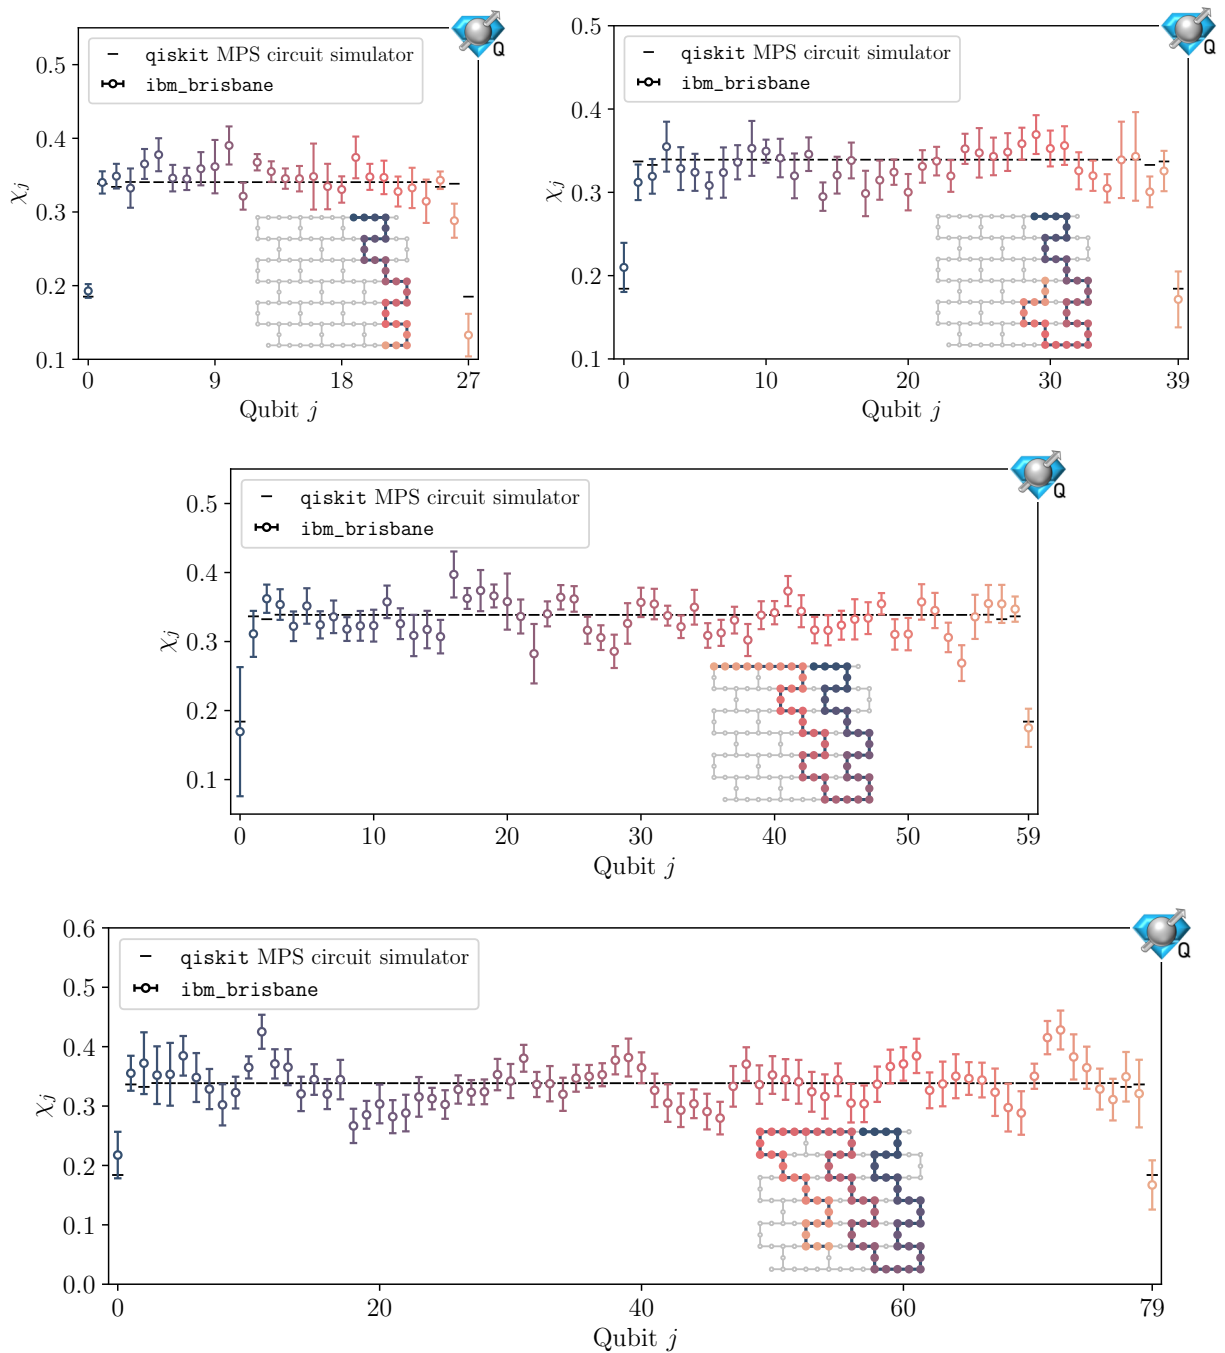 Q
0.5
0.4
0.3
0.2
0.1
χj
qiskit MPS circuit simulator
ibm_brisbane
0 9 18 27
Qubit j
Q
0.5
0.4
0.3
0.2
0.1
χj
qiskit MPS circuit simulator
ibm_brisbane
0 10 20 30 39
Qubit j
Q
0.5
0.4
0.3
0.2
0.1
χj
qiskit MPS circuit simulator
ibm_brisbane
0 10 20 30 40 50 59
Qubit j
Q
0.6
0.5
0.4
0.3
0.2
0.1
0.0
χj
qiskit MPS circuit simulator
ibm_brisbane
0 20 40 60 79
Qubit j